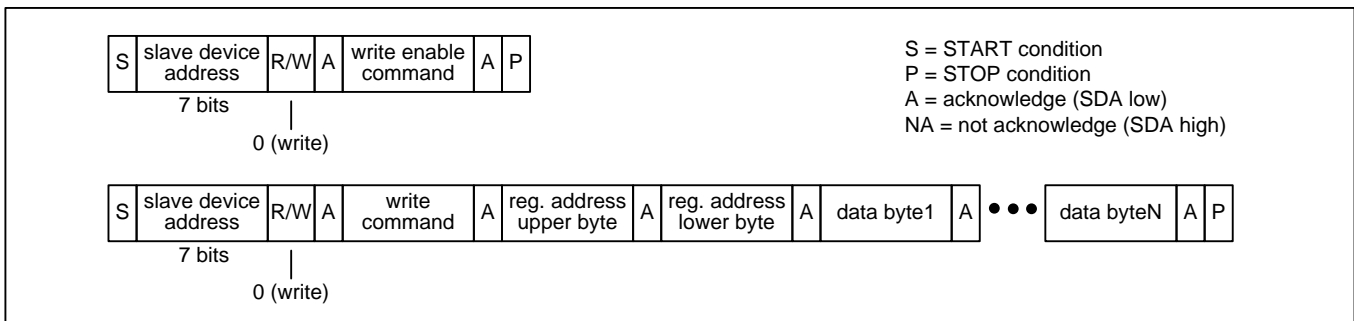 S slave device address R/W A write enable command A P
7 bits
0 (write)
S = START condition
P = STOP condition
A = acknowledge (SDA low)
NA = not acknowledge (SDA high)
S slave device address R/W A write command A reg. address upper byte A reg. address lower byte A data byte1 A ••• data byteN A P
7 bits
0 (write)